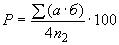 P = ∑(a·б) / 4n₂ · 100